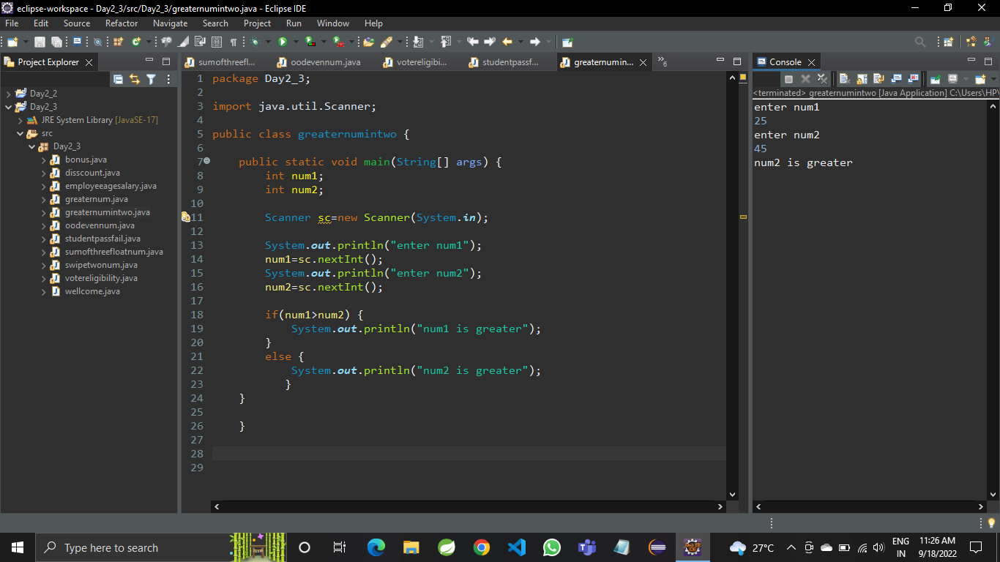 eclipse-workspace - Day2_3/src/Day2_3/greaternumintwo.java - Eclipse IDE
File Edit Source Refactor Navigate Search Project Run Window Help
Project Explorer
Day2_2
Day2_3
JRE System Library [JavaSE-17]
src
Day2_3
bonus.java
disscount.java
employeeagesalary.java
greaternum.java
greaternumintwo.java
oodevennum.java
studentpassfail.java
sumofthreefloatnum.java
swipetwonum.java
votereligibility.java
wellcome.java
sumofthreefl... oodevennum.java votereligibi... studentpassf... greaternumin... »6
1 package Day2_3;
2
3 import java.util.Scanner;
4
5 public class greaternumintwo {
6
7 public static void main(String[] args) {
8 int num1;
9 int num2;
10
11 Scanner sc=new Scanner(System.in);
12
13 System.out.println("enter num1");
14 num1=sc.nextInt();
15 System.out.println("enter num2");
16 num2=sc.nextInt();
17
18 if(num1>num2) {
19 System.out.println("num1 is greater");
20 }
21 else {
22 System.out.println("num2 is greater");
23 }
24 }
25
26 }
27
28
29
Console
<terminated> greaternumintwo [Java Application] C:\Users\HP\
enter num1
25
enter num2
45
num2 is greater
Type here to search
27°C
ENG
IN
11:26 AM
9/18/2022